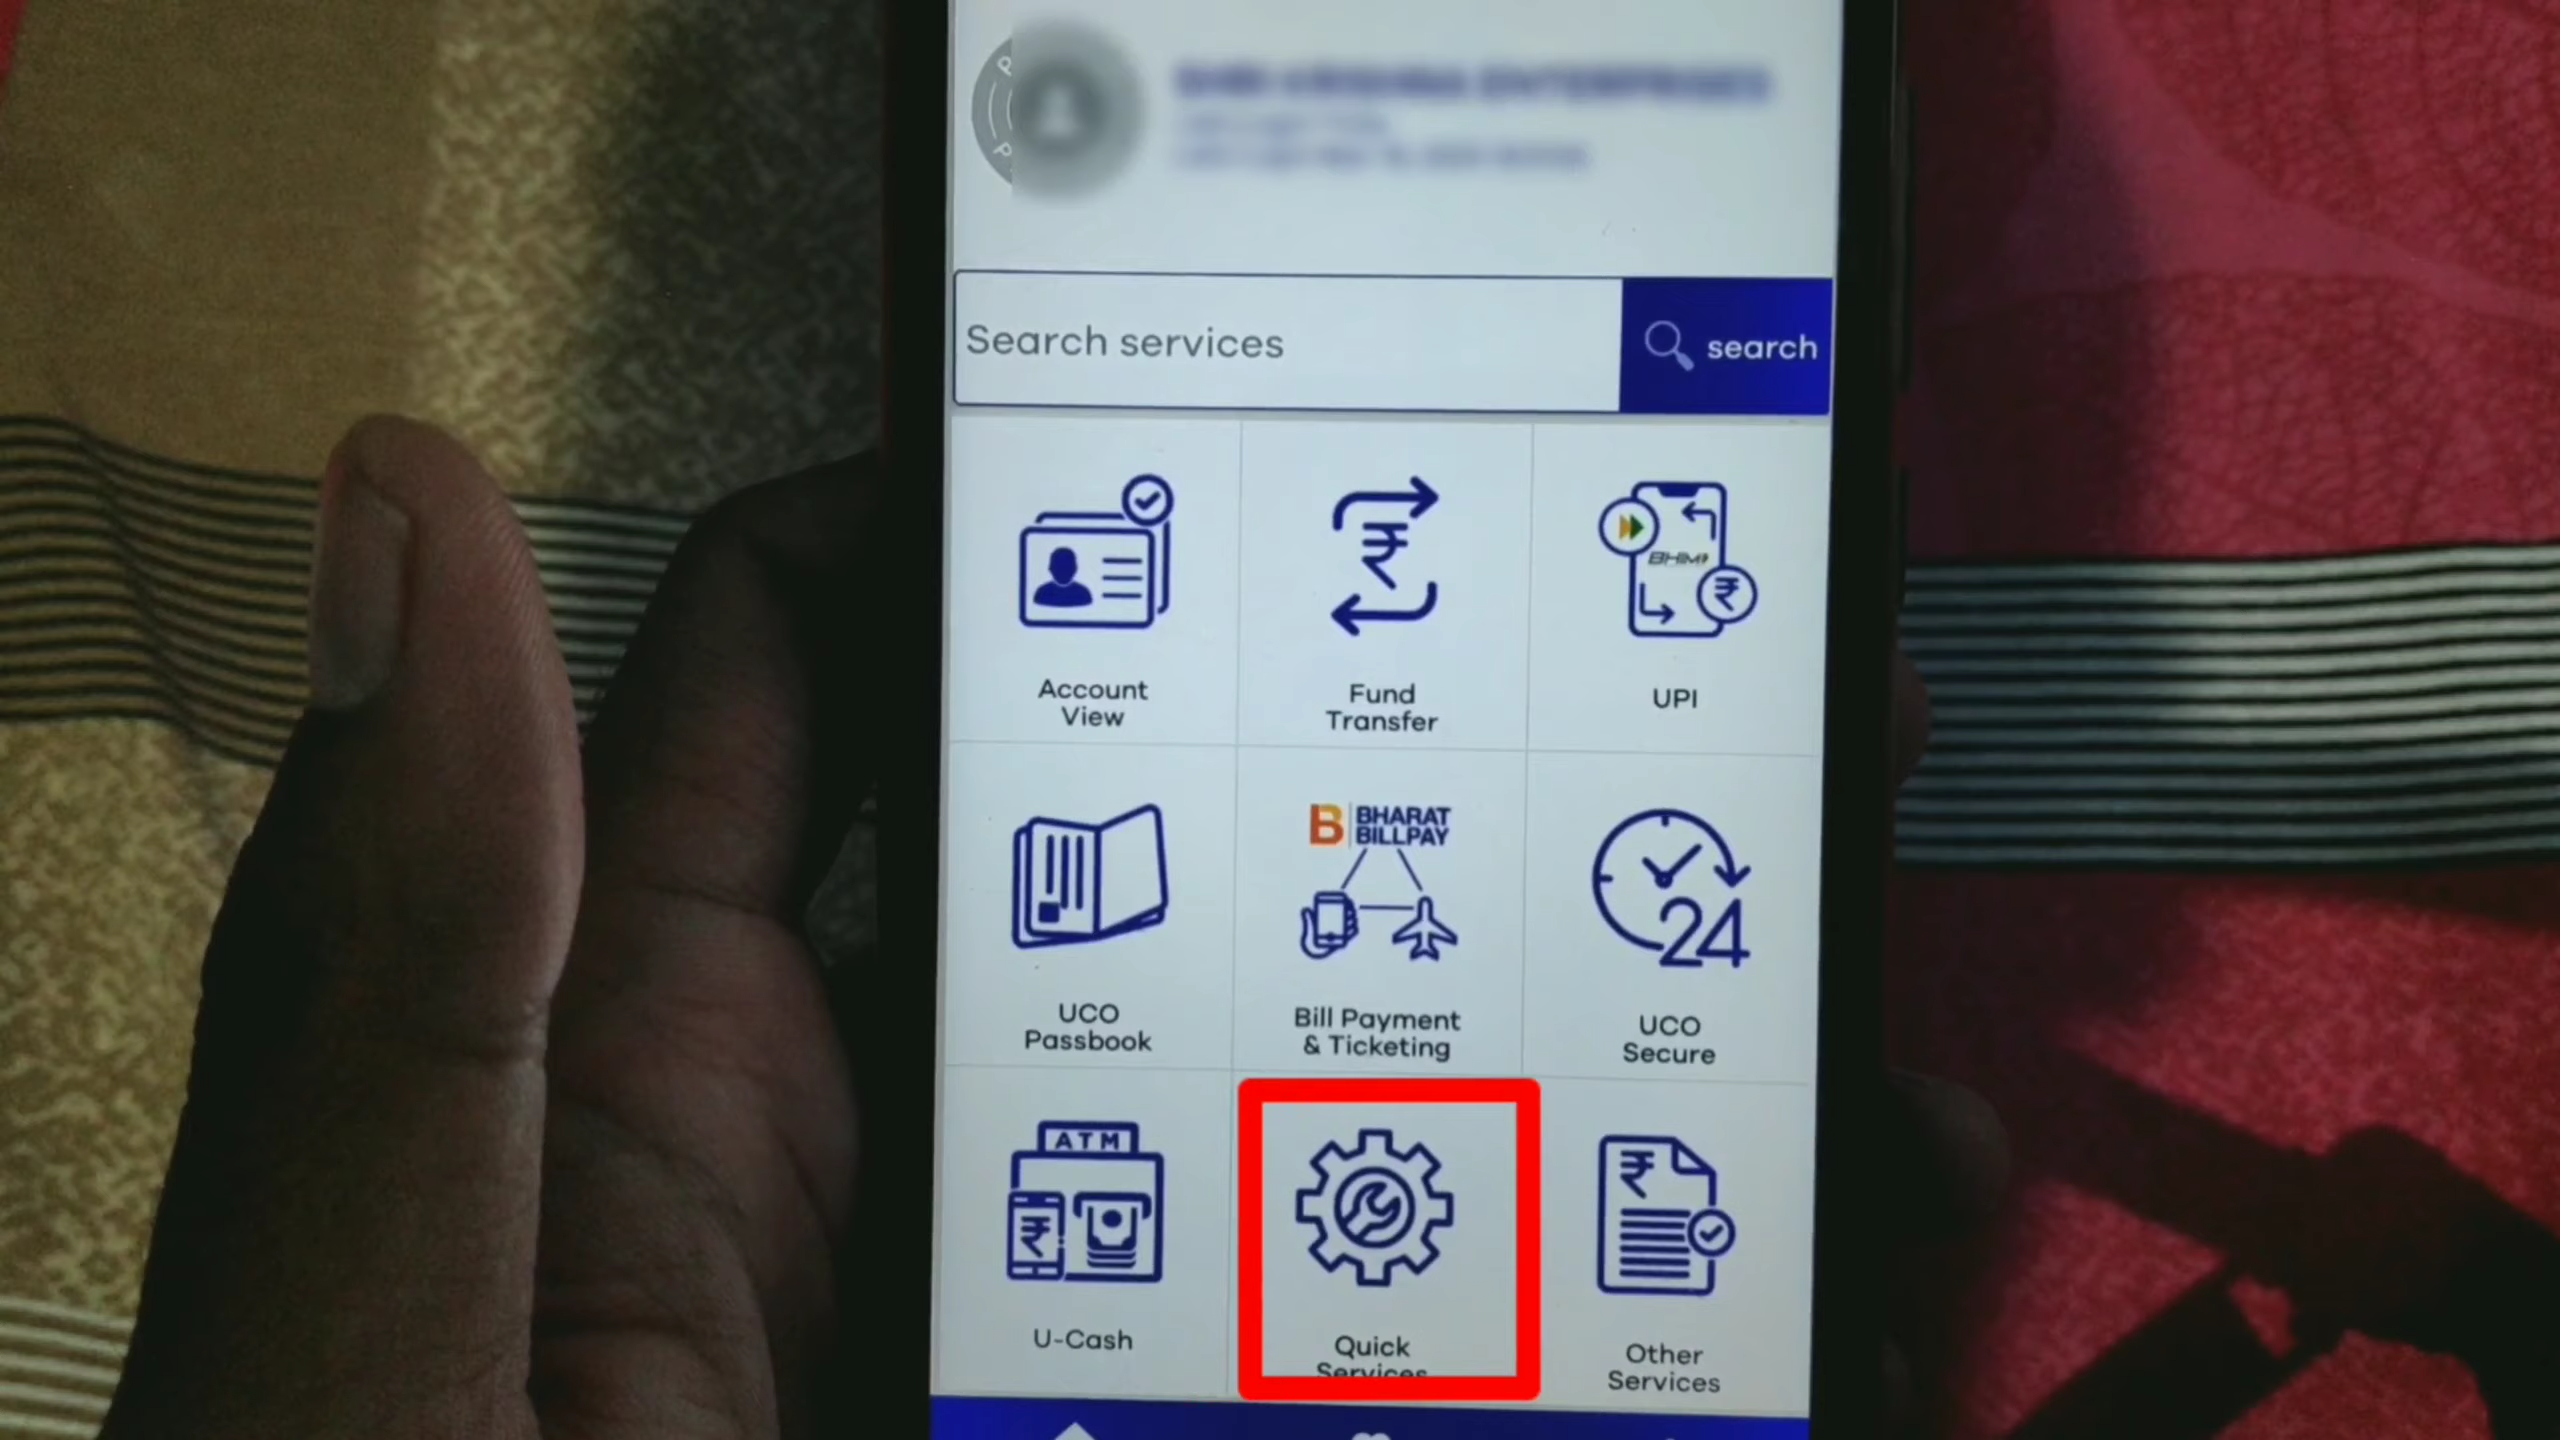 Search services
search
Account
View
Fund
Transfer
BHIM
UPI
UCO
Passbook
B BHARAT
BILLPAY
Bill Payment
& Ticketing
24
UCO
Secure
ATM
U-Cash
Quick
Services
Other
Services